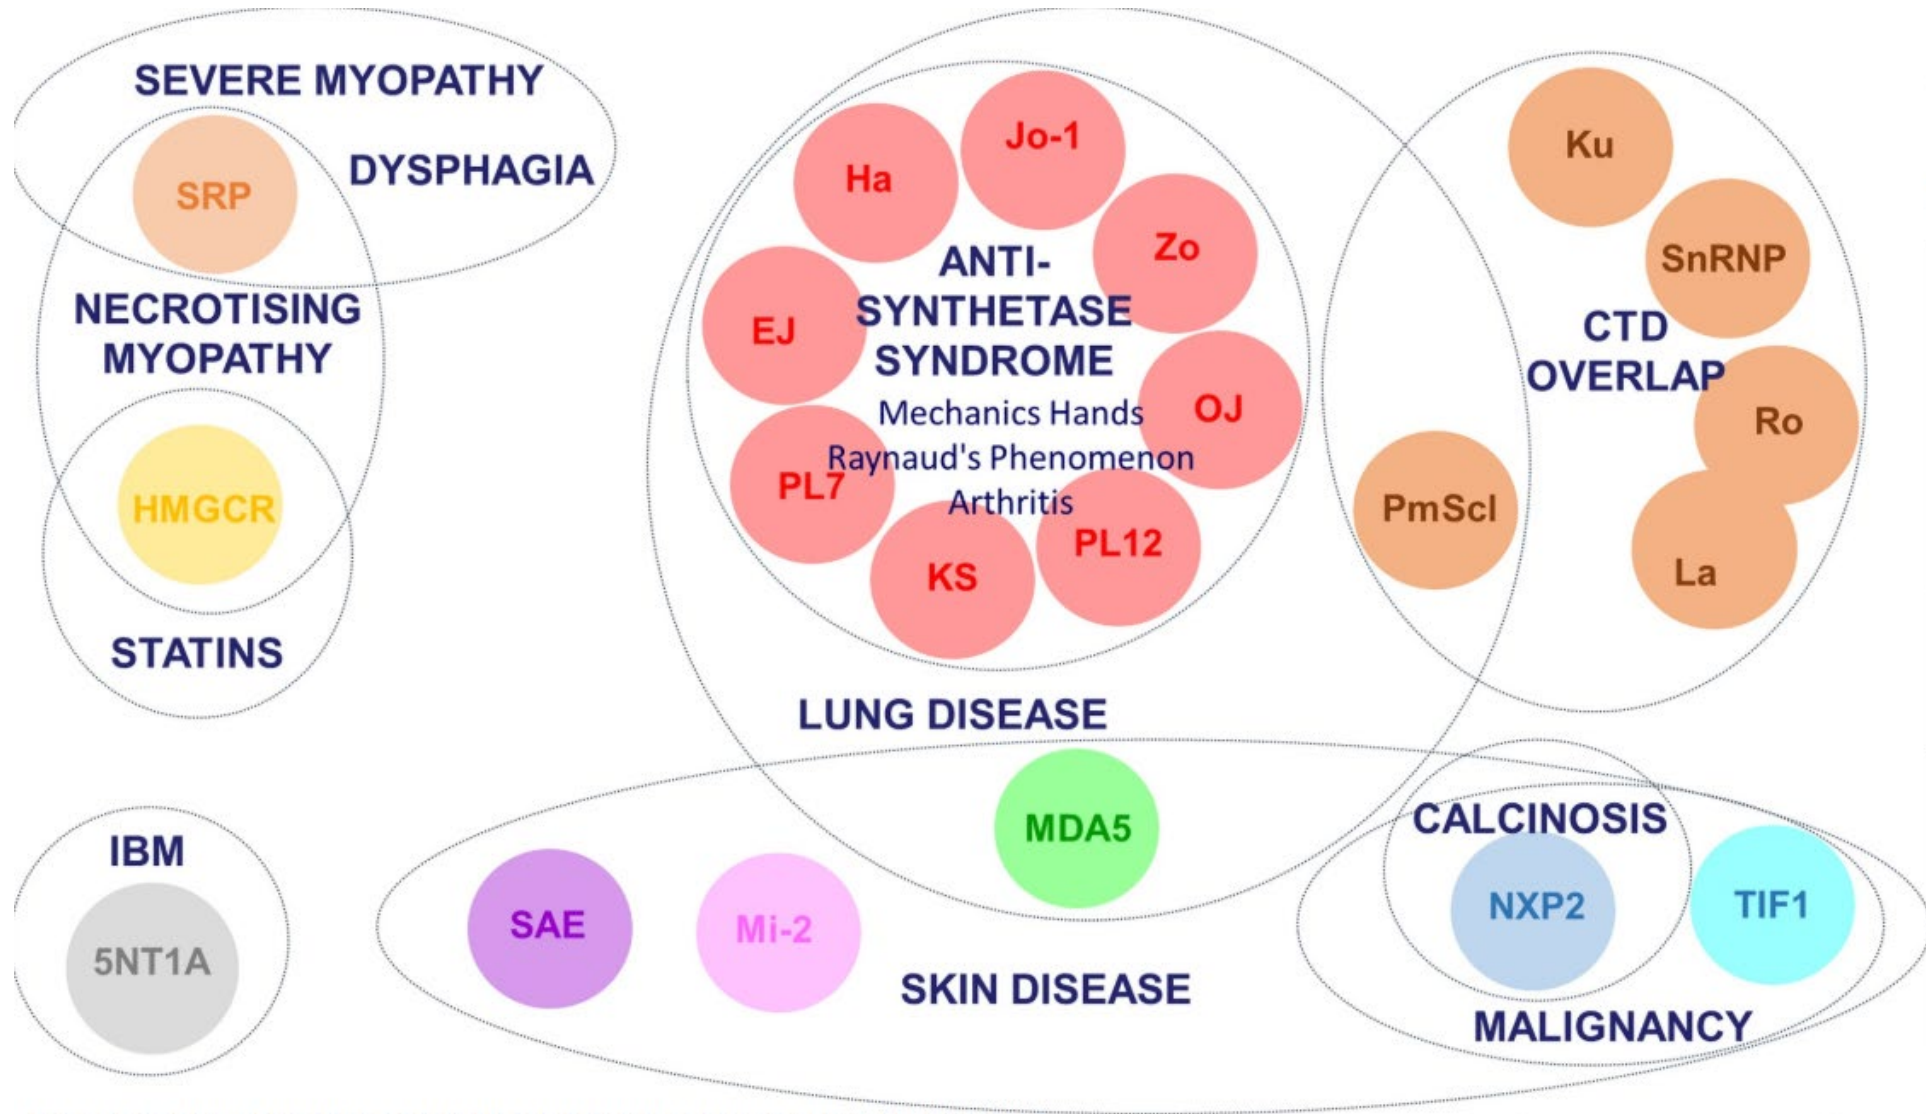 SEVERE MYOPATHY
DYSPHAGIA
SRP
NECROTISING
MYOPATHY
HMGCR
STATINS
Jo-1
Ha
Zo
EJ
ANTI-
SYNTHETASE
SYNDROME
Mechanics Hands
Raynaud's Phenomenon
Arthritis
OJ
PL7
PL12
KS
LUNG DISEASE
Ku
SnRNP
CTD
OVERLAP
Ro
PmScl
La
IBM
5NT1A
SAE
Mi-2
MDA5
SKIN DISEASE
CALCINOSIS
NXP2
TIF1
MALIGNANCY